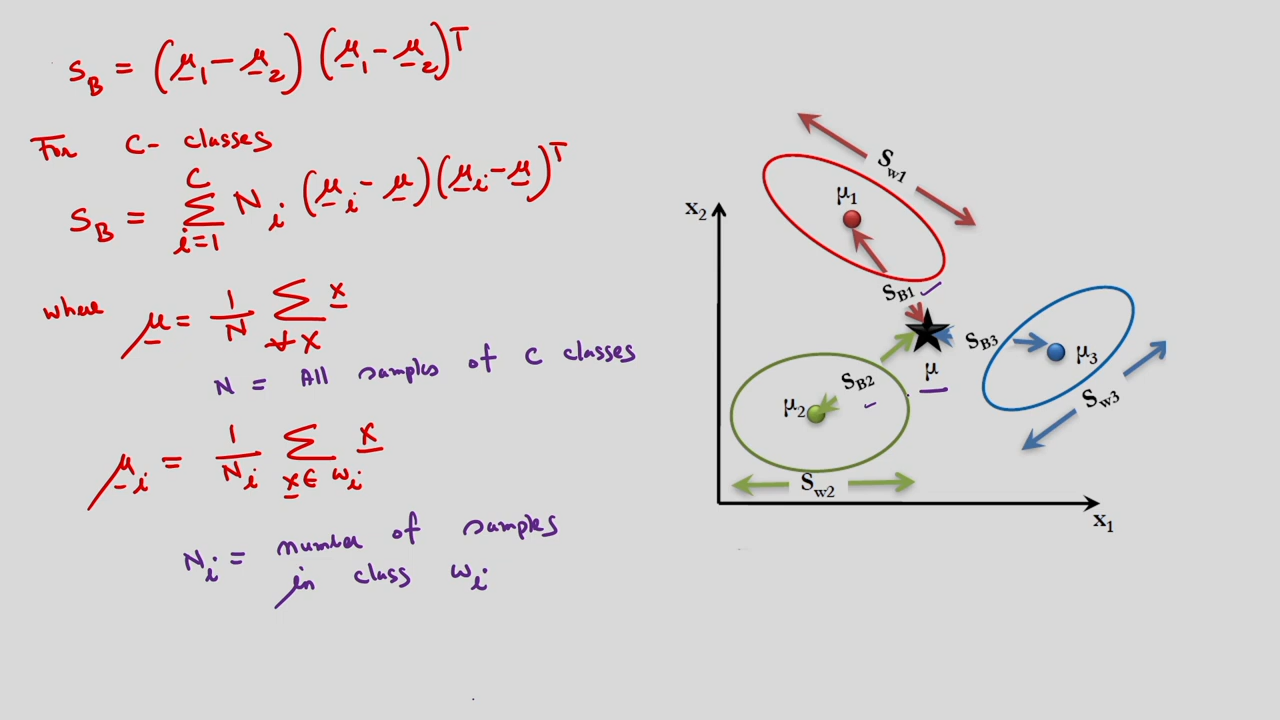 S_B = (μ_1 - μ_2) (μ_1 - μ_2)^T
For C- classes
S_B = Σ_{i=1}^{C} N_i (μ_i - μ)(μ_i - μ)^T
where μ = 1/N Σ_{∀x} x
N = All samples of C classes
μ_i = 1/N_i Σ_{x∈ω_i} x
N_i = number of samples
in class ω_i
S_w1
μ_1
x_2
S_B1
S_B3
μ_3
μ
S_B2
μ_2
S_w3
S_w2
x_1